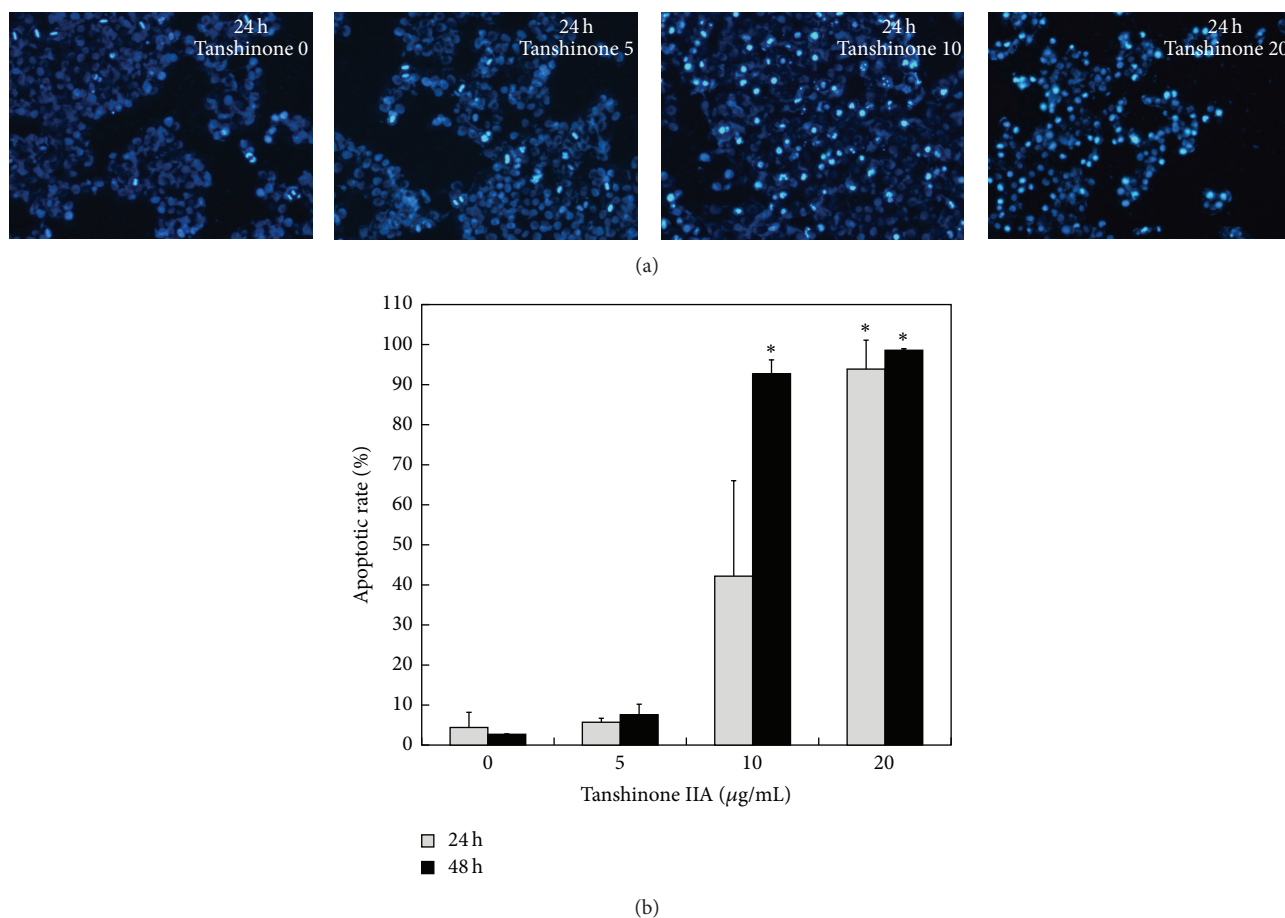 24 h
Tanshinone 0
24 h
Tanshinone 5
24 h
Tanshinone 10
24 h
Tanshinone 20
(a)
110
100
90
80
70
60
50
40
30
20
10
0
Apoptotic rate (%)
*
*
*
0 5 10 20
Tanshinone IIA (μg/mL)
24 h
48 h
(b)